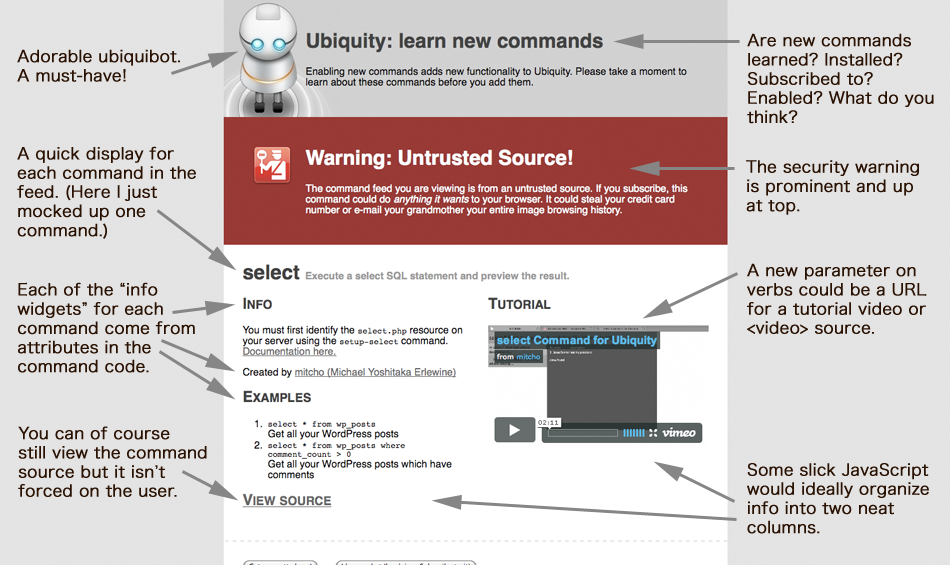 Adorable ubiquibot.
A must-have!
A quick display for
each command in the
feed. (Here I just
mocked up one
command.)
Each of the “info
widgets” for each
command come from
attributes in the
command code.
You can of course
still view the command
source but it isn't
forced on the user.
Ubiquity: learn new commands
Enabling new commands adds new functionality to Ubiquity. Please take a moment to
learn about these commands before you add them.
Warning: Untrusted Source!
The command feed you are viewing is from an untrusted source. If you subscribe, this
command could do anything it wants to your browser. It could steal your credit card
number or e-mail your grandmother your entire image browsing history.
select Execute a select SQL statement and preview the result.
INFO
You must first identify the select.php resource on
your server using the setup-select command.
Documentation here.
Created by mitcho (Michael Yoshitaka Erlewine)
EXAMPLES
1. select * from wp_posts
Get all your WordPress posts
2. select * from wp_posts where
comment_count > 0
Get all your WordPress posts which have
comments
VIEW SOURCE
TUTORIAL
select Command for Ubiquity
from mitcho
02:11
vimeo
Are new commands
learned? Installed?
Subscribed to?
Enabled? What do you
think?
The security warning
is prominent and up
at top.
A new parameter on
verbs could be a URL
for a tutorial video or
<video> source.
Some slick JavaScript
would ideally organize
info into two neat
columns.